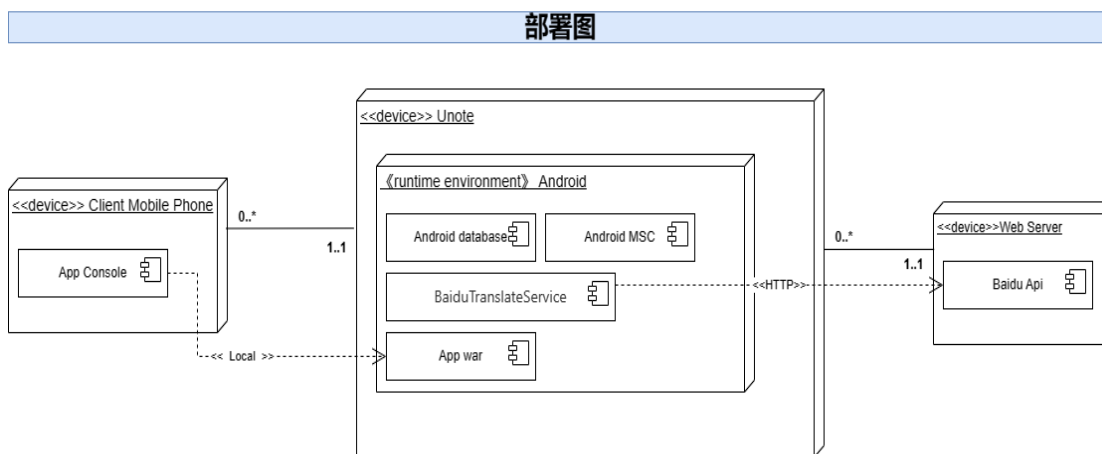 部署图
<<device>> Unote
《runtime environment》 Android
<<device>> Client Mobile Phone
0..*
1..1
App Console
Android database
Android MSC
BaiduTranslateService
App war
<< Local >>
<<HTTP>>
0..*
1..1
<<device>>Web Server
Baidu Api